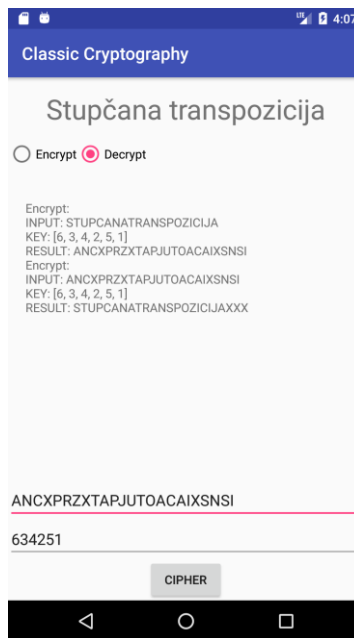 LTE 4:07
Classic Cryptography
Stupčana transpozicija
Encrypt Decrypt
Encrypt:
INPUT: STUPCANATRANSPOZICIJA
KEY: [6, 3, 4, 2, 5, 1]
RESULT: ANCXPRZXTAPJUTOACAIXSNSI
Encrypt:
INPUT: ANCXPRZXTAPJUTOACAIXSNSI
KEY: [6, 3, 4, 2, 5, 1]
RESULT: STUPCANATRANSPOZICIJAXXX
ANCXPRZXTAPJUTOACAIXSNSI
634251
CIPHER